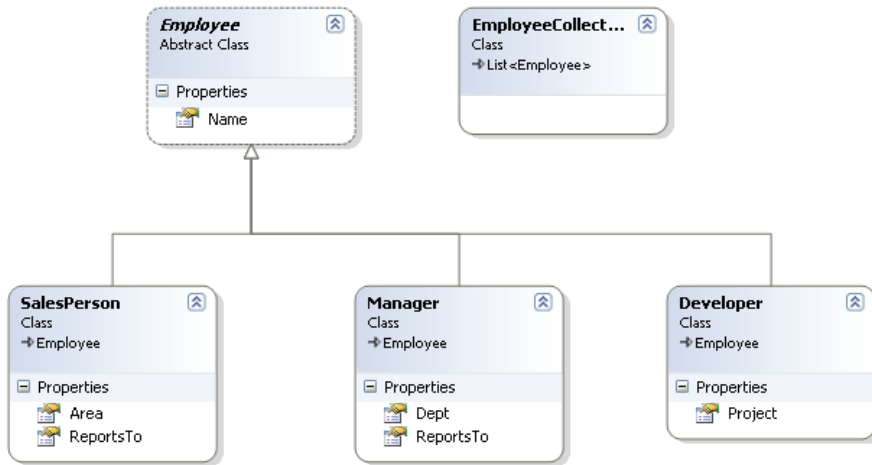 Employee
Abstract Class
Properties
Name
EmployeeCollect...
Class
List<Employee>
SalesPerson
Class
Employee
Properties
Area
ReportsTo
Manager
Class
Employee
Properties
Dept
ReportsTo
Developer
Class
Employee
Properties
Project